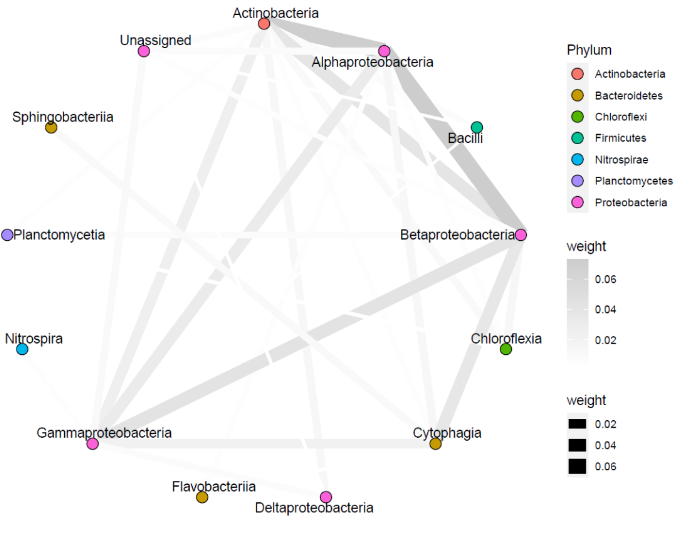 Actinobacteria
Unassigned
Alphaproteobacteria
Sphingobacteriia
Bacilli
Planctomycetia
Betaproteobacteria
Nitrospira
Chloroflexia
Gammaproteobacteria
Cytophagia
Flavobacteriia
Deltaproteobacteria
Phylum
Actinobacteria
Bacteroidetes
Chloroflexi
Firmicutes
Nitrospirae
Planctomycetes
Proteobacteria
weight
0.06
0.04
0.02
weight
0.02
0.04
0.06